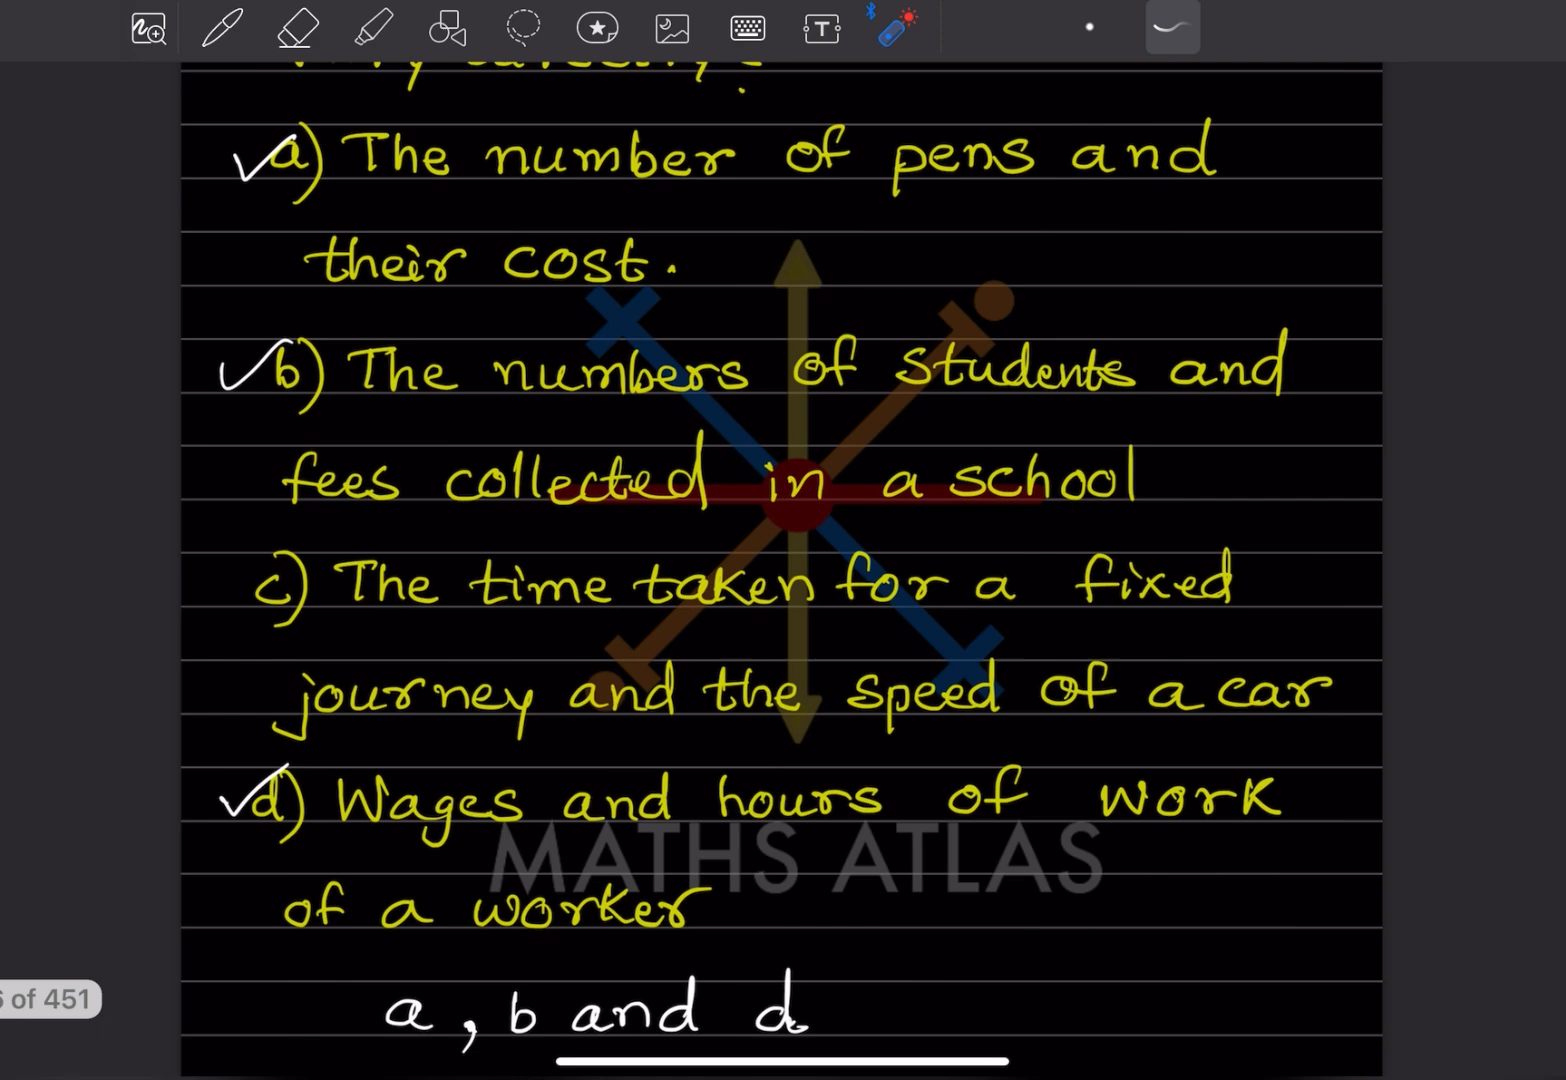 a) The number of pens and
their cost.
b) The numbers of students and
fees collected in a school
c) The time taken for a fixed
journey and the speed of a car
d) Wages and hours of work
MATHS ATLAS
of a worker
of 451
a, b and d